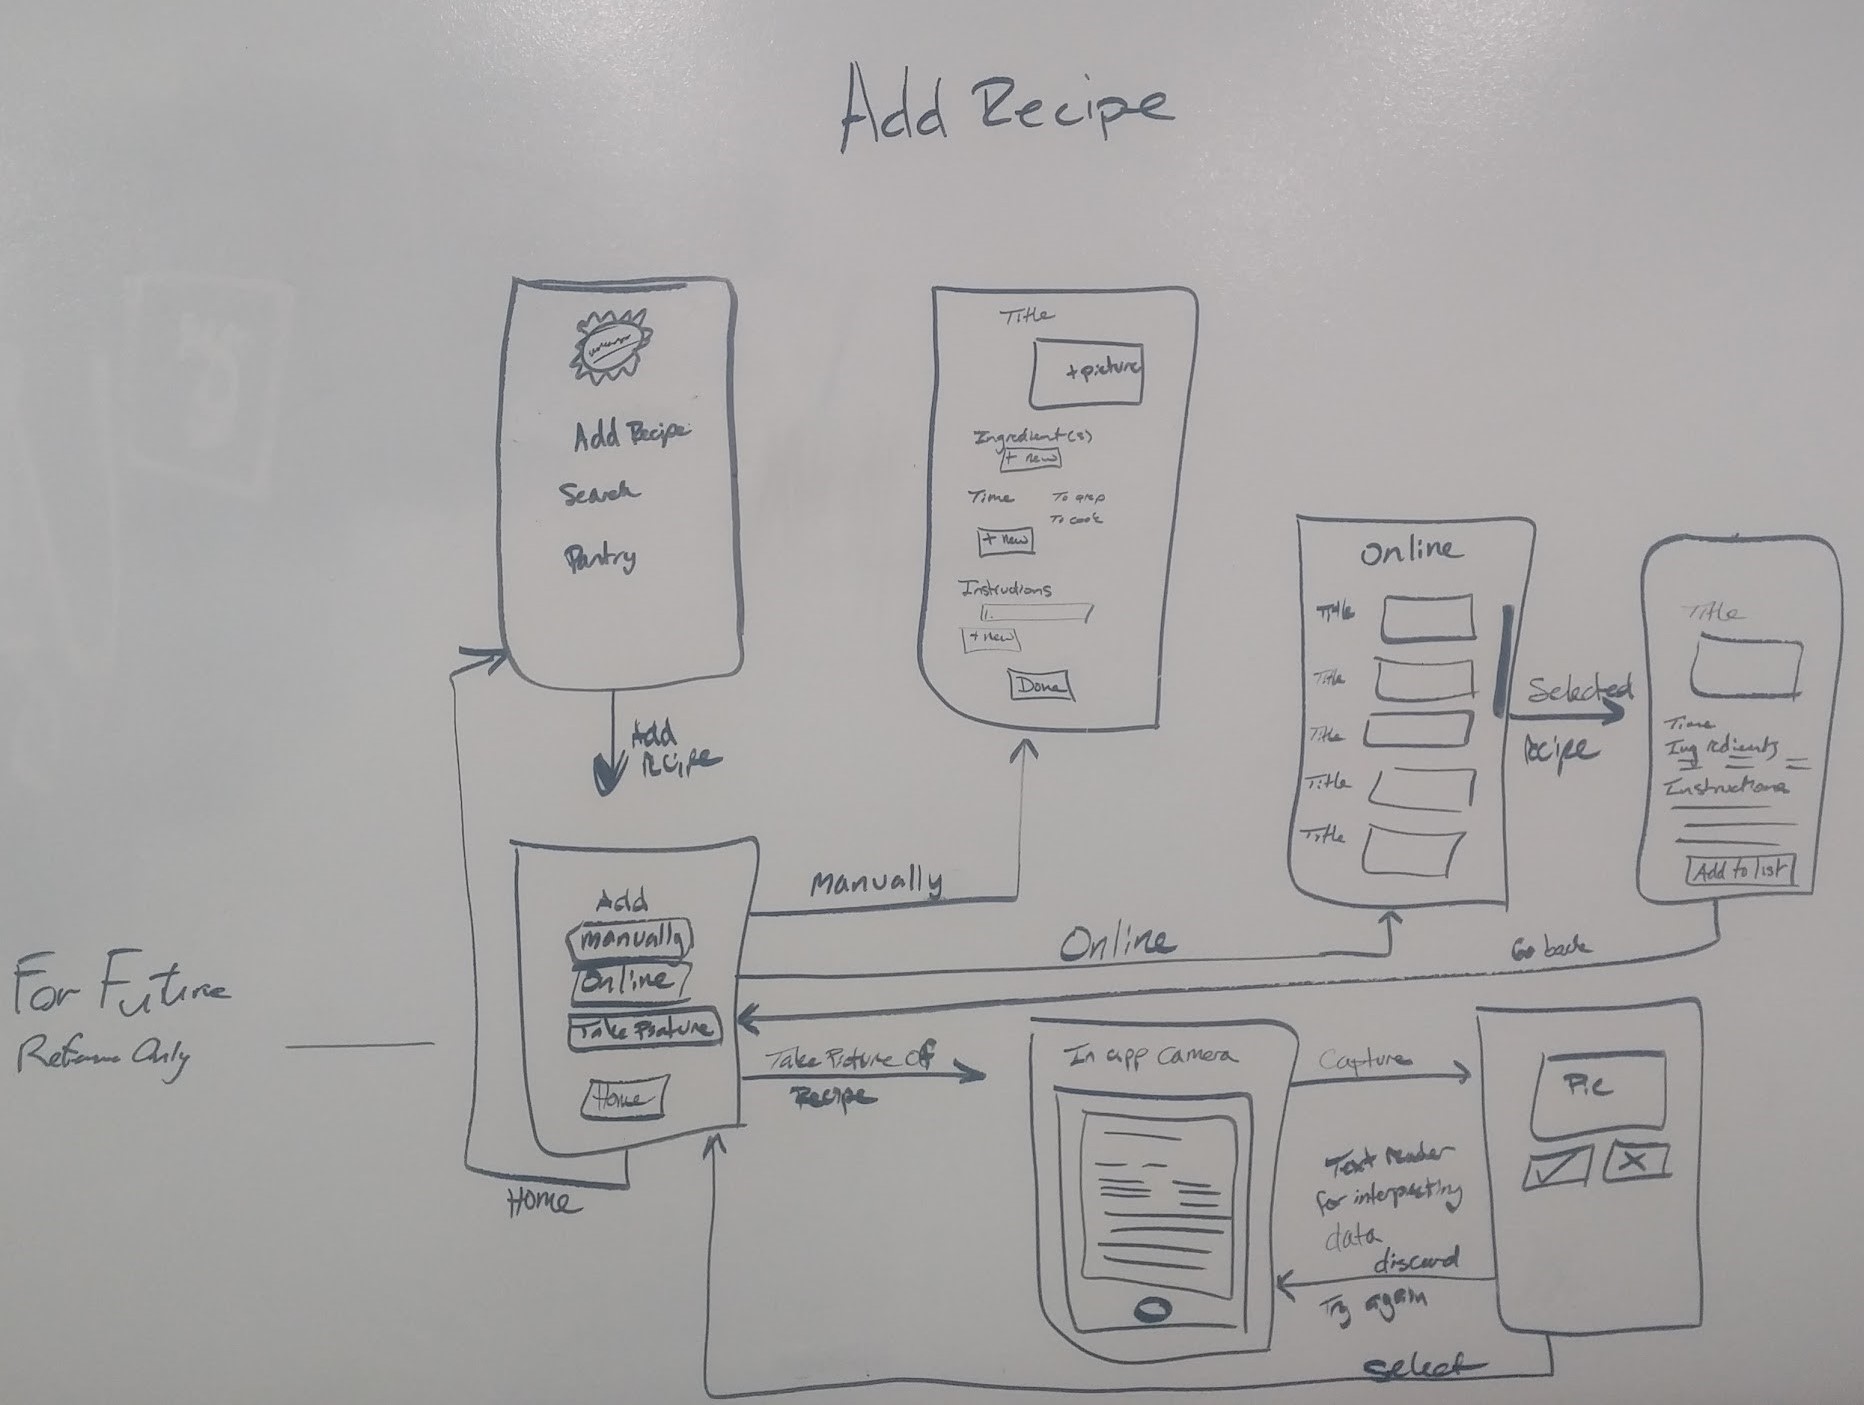 Add Recipe
Add Recipe
Search
Pantry
Add
Recipe
Title
+ picture
Ingredient(s)
+ new
Time To prep
To cook
+ new
Instructions
1.
+ new
Done
Online
Title
Title
Title
Title
Title
Selected
Recipe
Title
Time
Ingredients
Instructions
Add to list
Manually
Online
Go back
Add
Manually
Online
Take Picture
Home
Home
For Future
Only
Take Picture Of
Recipe
In app Camera
Capture
Pic
Text reader
for
data
discard
Try again
select